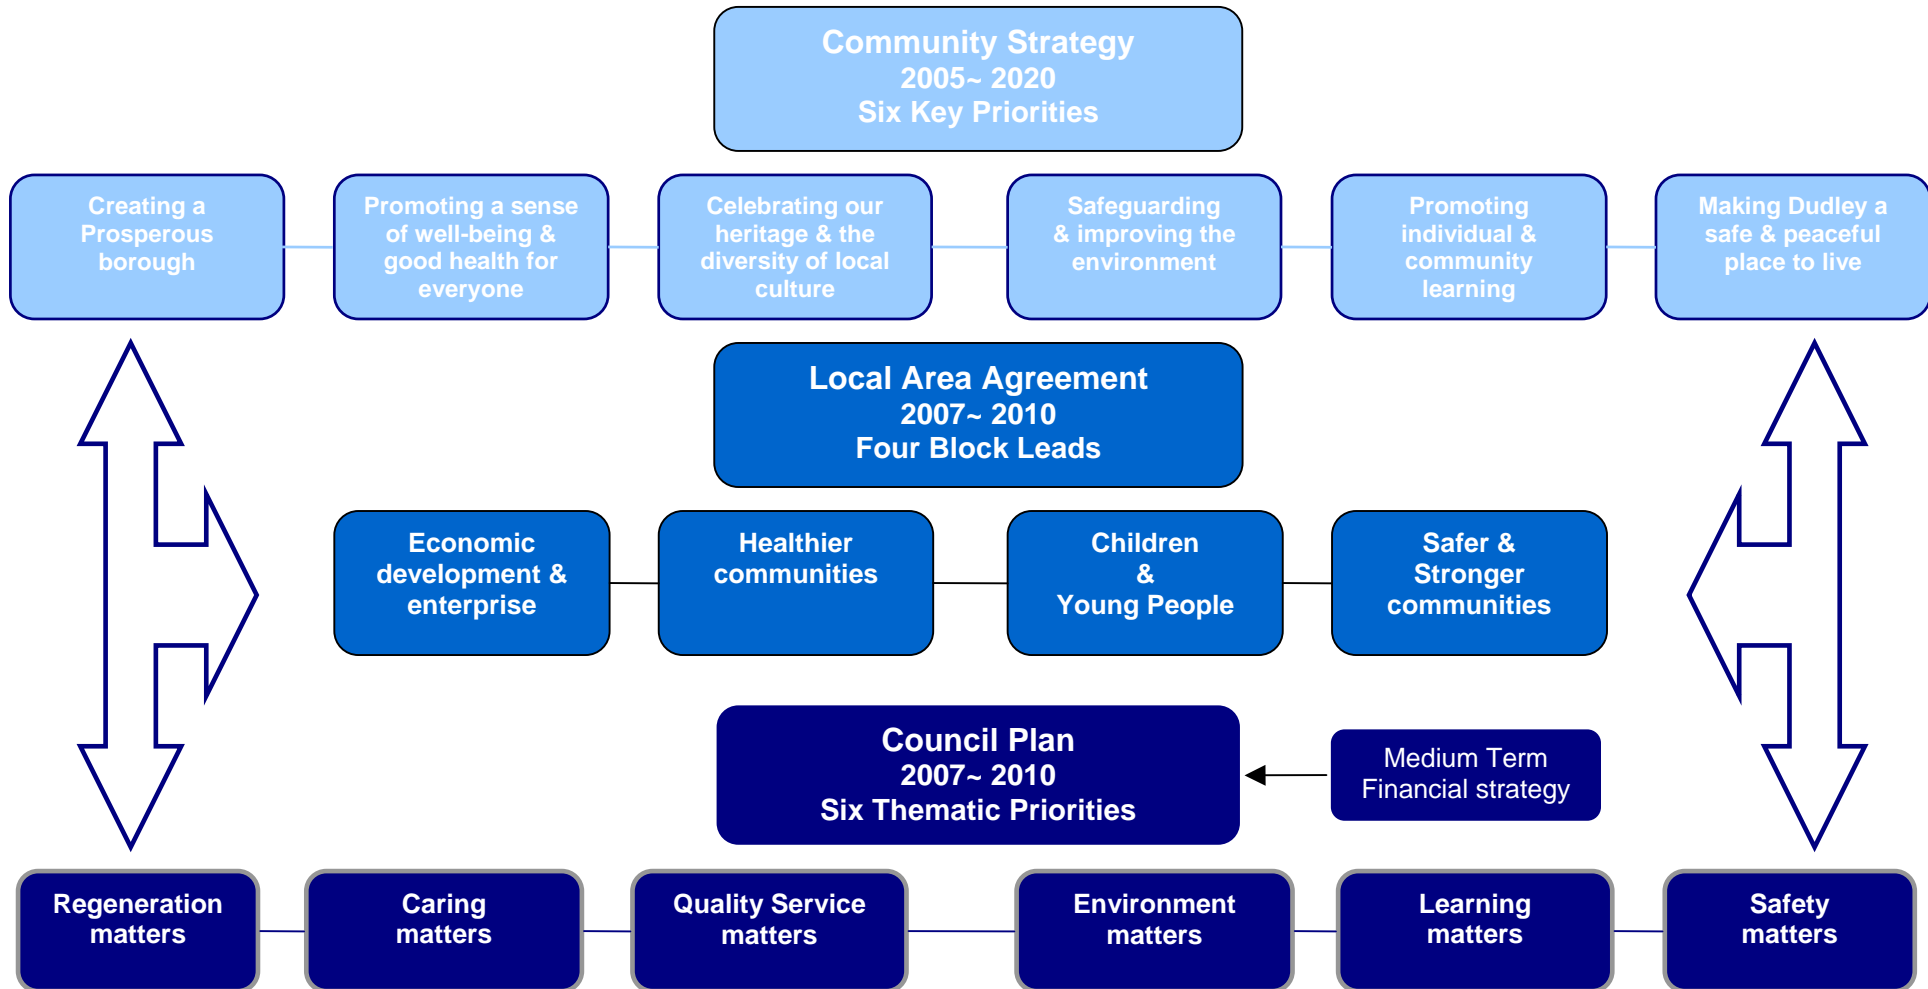 Community Strategy
2005~ 2020
Six Key Priorities
Creating a
Prosperous
borough
Promoting a sense
of well-being &
good health for
everyone
Celebrating our
heritage & the
diversity of local
culture
Safeguarding
& improving the
environment
Promoting
individual &
community
learning
Making Dudley a
safe & peaceful
place to live
Local Area Agreement
2007~ 2010
Four Block Leads
Economic
development &
enterprise
Healthier
communities
Children
&
Young People
Safer &
Stronger
communities
Council Plan
2007~ 2010
Six Thematic Priorities
Medium Term
Financial strategy
Regeneration
matters
Caring
matters
Quality Service
matters
Environment
matters
Learning
matters
Safety
matters